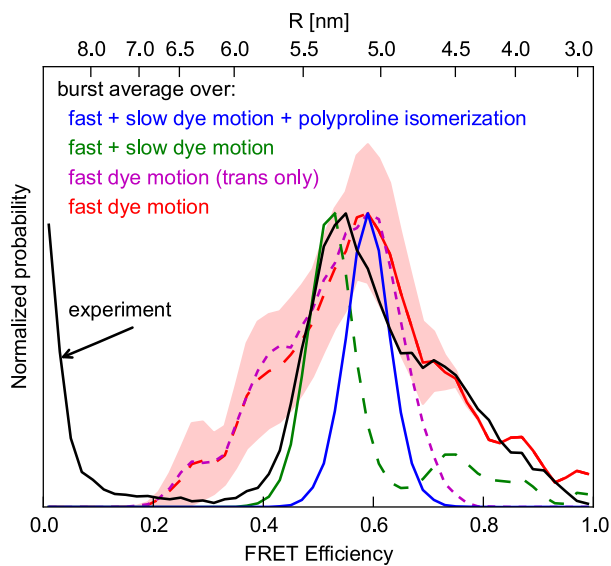 R [nm]
8.0 7.0 6.5 6.0 5.5 5.0 4.5 4.0 3.0
burst average over:
fast + slow dye motion + polyproline isomerization
fast + slow dye motion
fast dye motion (trans only)
fast dye motion
experiment
Normalized probability
0.0 0.2 0.4 0.6 0.8 1.0
FRET Efficiency